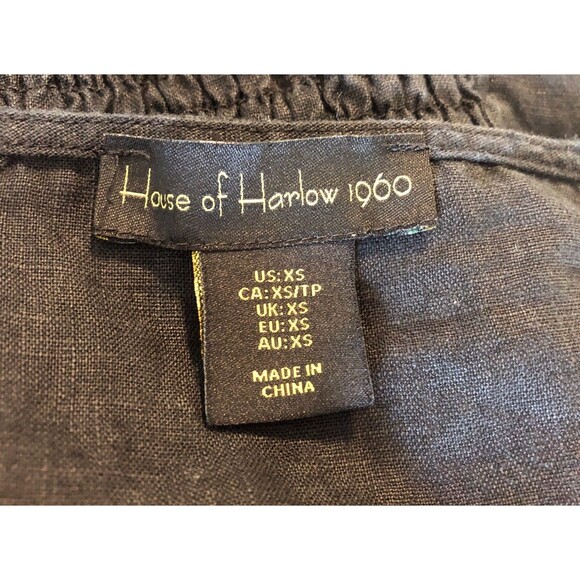 House of Harlow 1960
US: XS
CA: XS/TP
UK: XS
EU: XS
AU: XS
MADE IN
CHINA